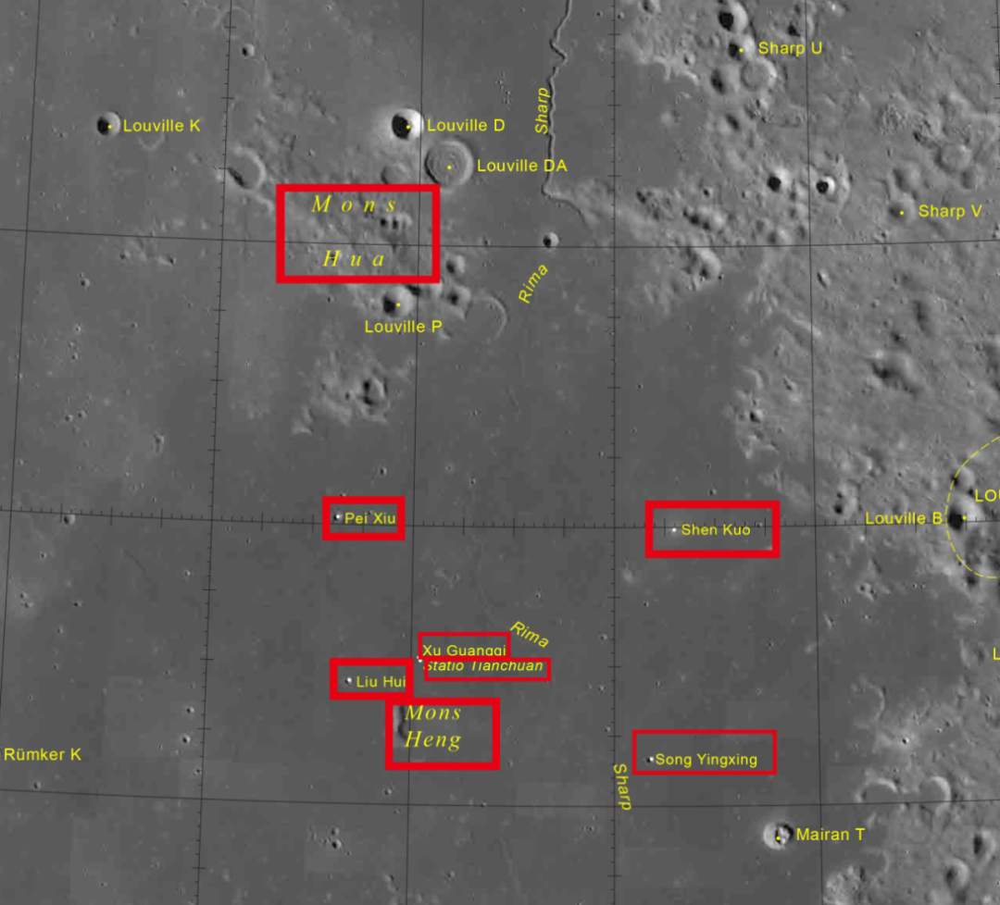 Sharp U
Louville K
Louville D
Sharp
Louville DA
Mons
Hua
Sharp V
Rima
Louville P
LOU
Pei Xiu
Shen Kuo
Louville B
Rima
Xu Guangqi
Statio Tianchuan
L
Liu Hui
Mons
Heng
Rümker K
Song Yingxing
Sharp
Mairan T